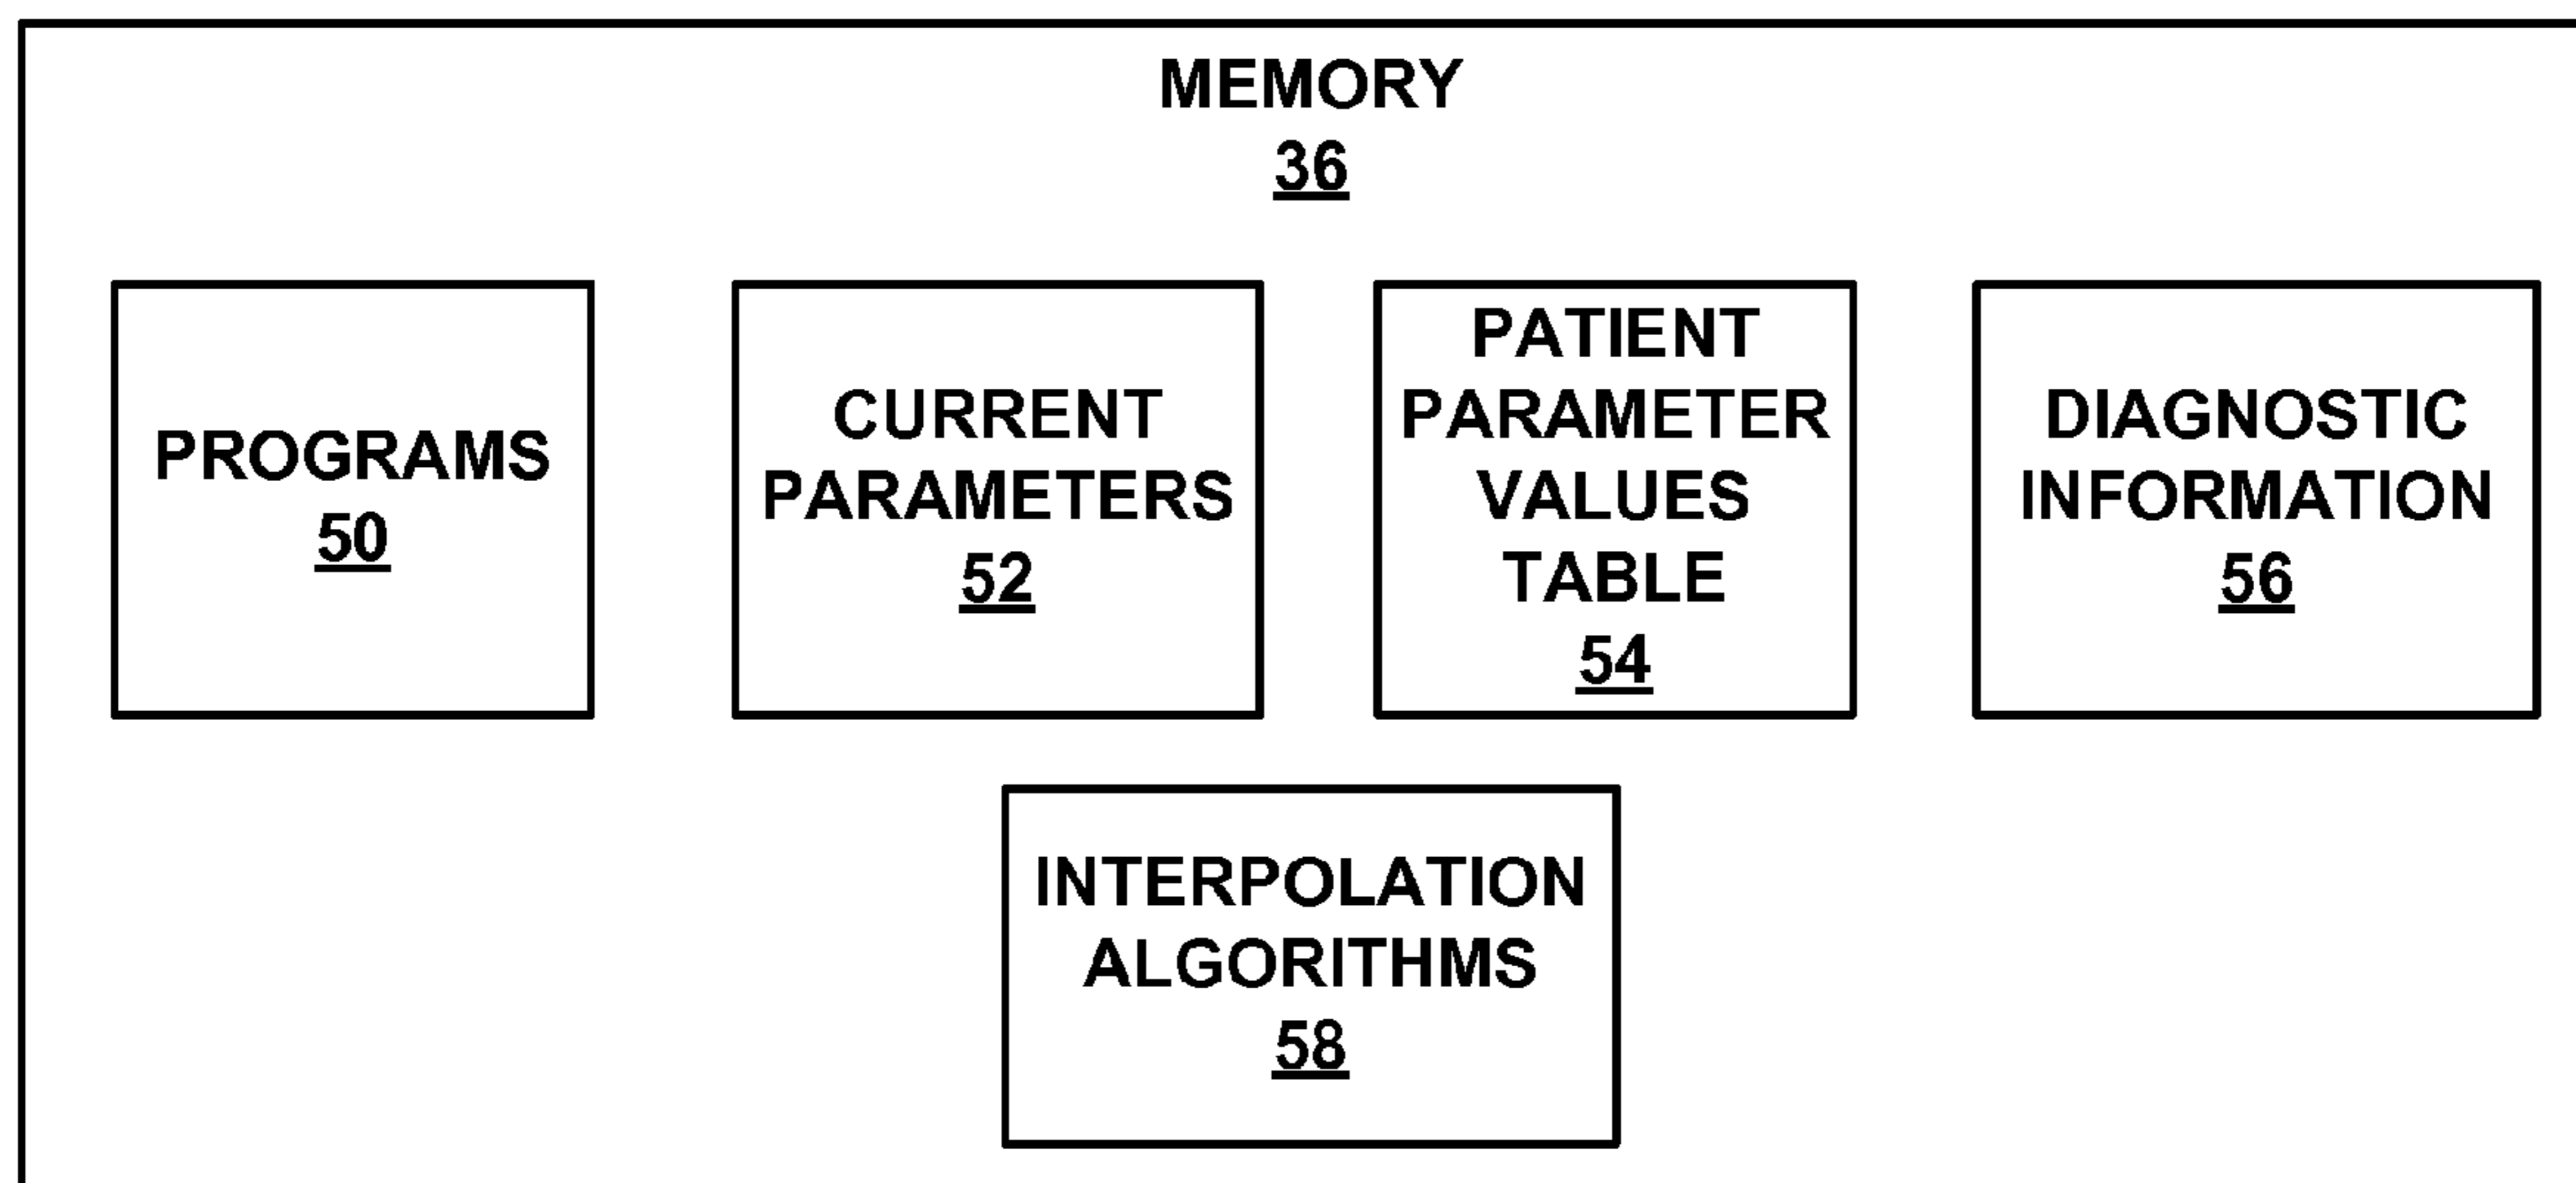 MEMORY
36
PROGRAMS
50
CURRENT
PARAMETERS
52
PATIENT
PARAMETER
VALUES
TABLE
54
DIAGNOSTIC
INFORMATION
56
INTERPOLATION
ALGORITHMS
58